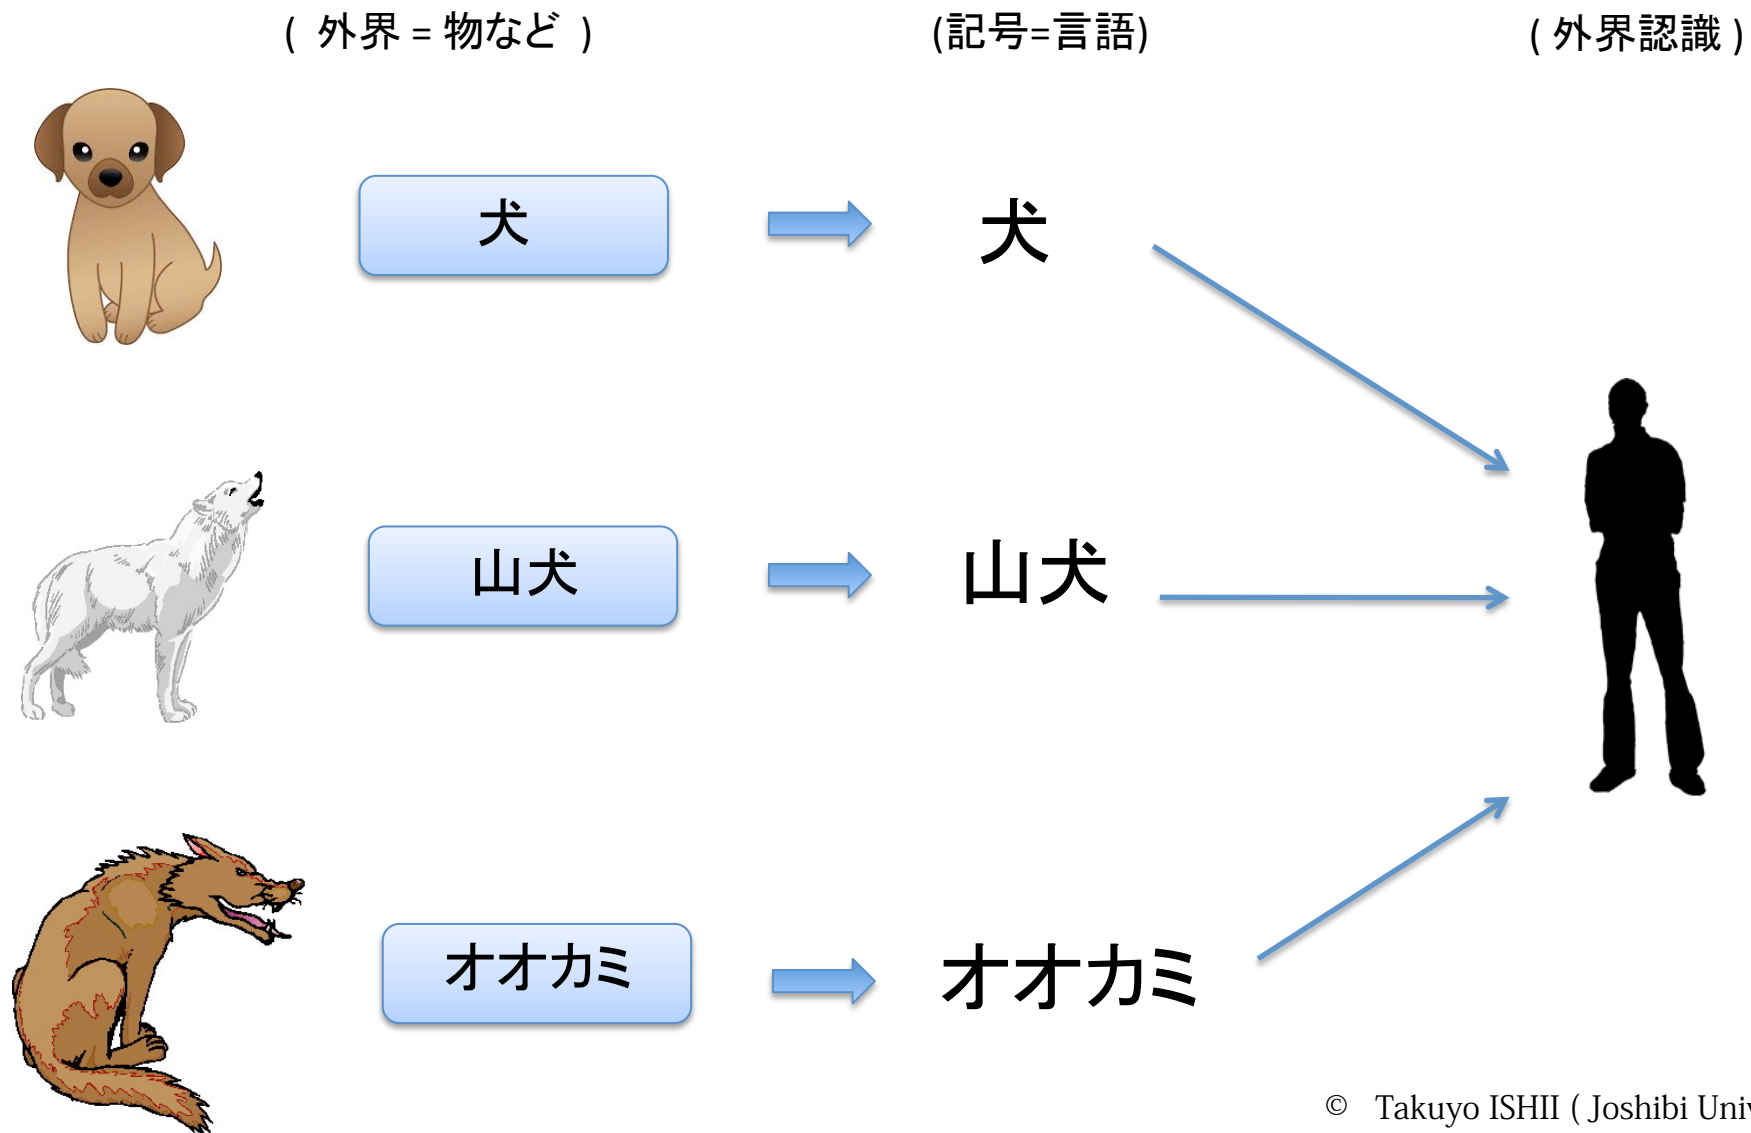 ( 外界 = 物など )
(記号=言語)
( 外界認識 )
犬
犬
山犬
山犬
オオカミ
オオカミ
© Takuyo ISHII ( Joshibi